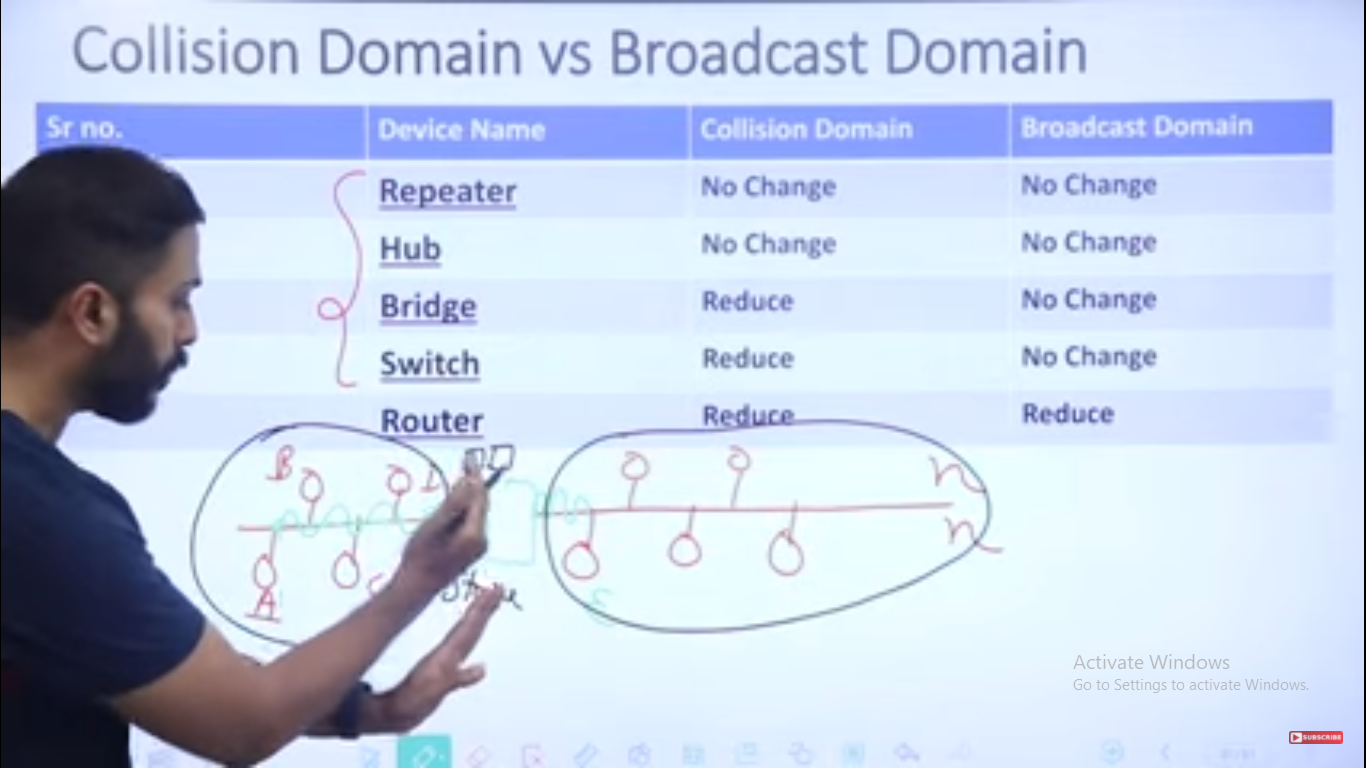 Collision Domain vs Broadcast Domain
Sr no. Device Name Collision Domain Broadcast Domain
Repeater No Change No Change
Hub No Change No Change
Bridge Reduce No Change
Switch Reduce No Change
Router Reduce Reduce
B
n
n
A
Activate Windows
Go to Settings to activate Windows.
SUBSCRIBE